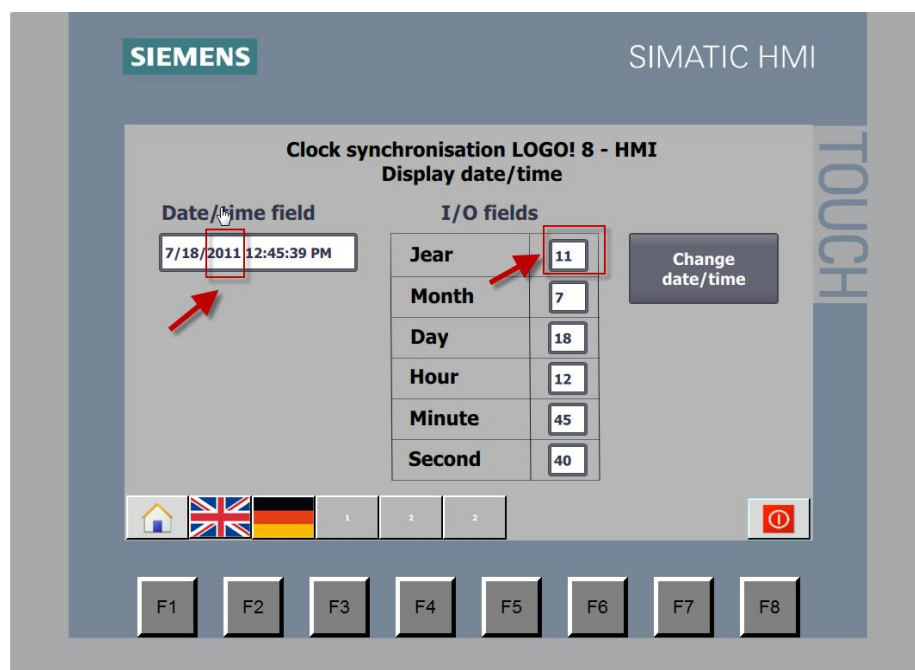 SIEMENS
SIMATIC HMI
TOUCH
Clock synchronisation LOGO! 8 - HMI
Display date/time
Date/time field
I/O fields
7/18/2011 12:45:39 PM
Jear 11
Change
date/time
Month 7
Day 18
Hour 12
Minute 45
Second 40
1 2 2
F1 F2 F3 F4 F5 F6 F7 F8